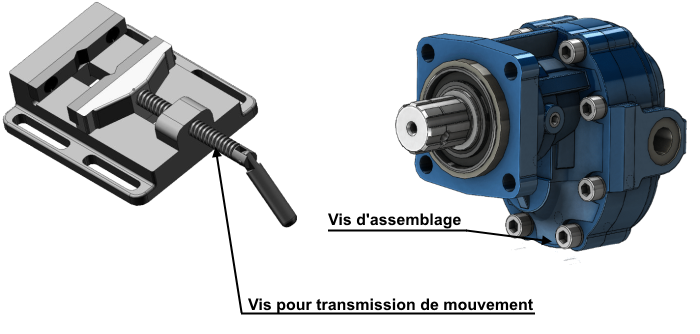 Vis d'assemblage
Vis pour transmission de mouvement